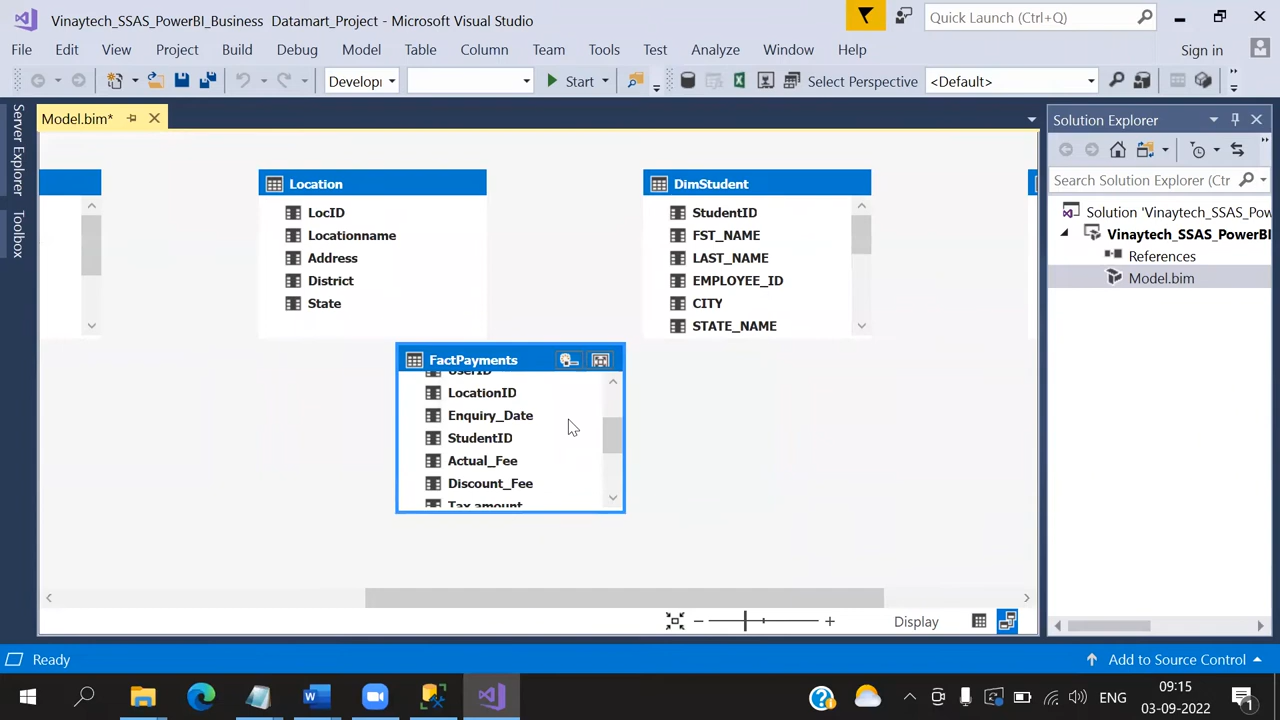 Vinaytech_SSAS_PowerBI_Business Datamart_Project - Microsoft Visual Studio
Quick Launch (Ctrl+Q)
File Edit View Project Build Debug Model Table Column Team Tools Test Analyze Window Help Sign in
Start Select Perspective <Default>
Server Explorer
Toolbox
Model.bim*
Location
LocID
Locationname
Address
District
State
DimStudent
StudentID
FST_NAME
LAST_NAME
EMPLOYEE_ID
CITY
STATE_NAME
FactPayments
UserID
LocationID
Enquiry_Date
StudentID
Actual_Fee
Discount_Fee
Tax amount
Display
Solution Explorer
Search Solution Explorer (Ctr
Solution 'Vinaytech_SSAS_Pow
Vinaytech_SSAS_PowerBI
References
Model.bim
Ready
Add to Source Control
ENG
09:15
03-09-2022
1